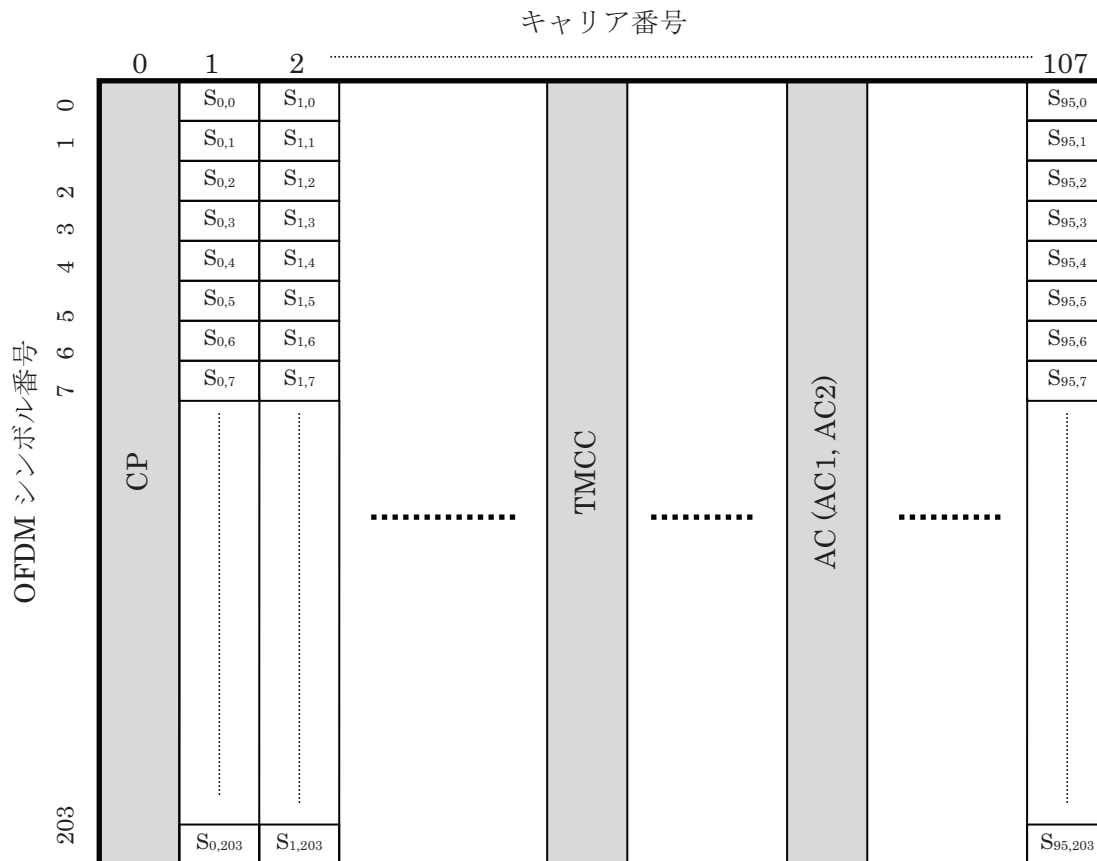 キャリア番号
0 1 2 107
0 S0,0 S1,0 S95,0
1 S0,1 S1,1 S95,1
2 S0,2 S1,2 S95,2
3 S0,3 S1,3 S95,3
4 S0,4 S1,4 S95,4
5 S0,5 S1,5 S95,5
6 S0,6 S1,6 S95,6
7 S0,7 S1,7 S95,7
OFDM シンボル番号
CP
TMCC
AC (AC1, AC2)
203 S0,203 S1,203 S95,203